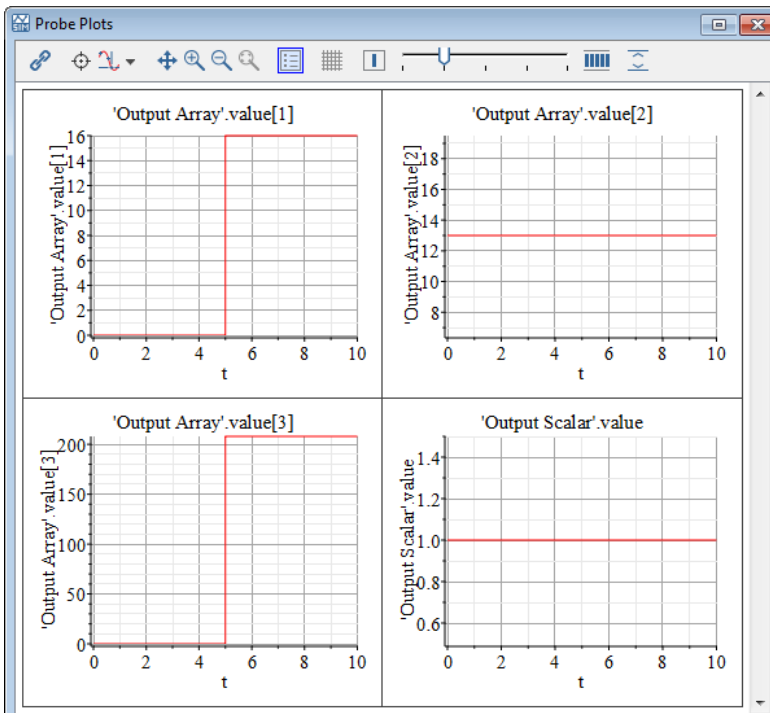 Probe Plots
'Output Array'.value[1]
'Output Array'.value[1]
16
14
12
10
8
6
4
2
0
0 2 4 6 8 10
t
'Output Array'.value[2]
'Output Array'.value[2]
18
16
14
12
10
8
0 2 4 6 8 10
t
'Output Array'.value[3]
'Output Array'.value[3]
200
150
100
50
0
0 2 4 6 8 10
t
'Output Scalar'.value
'Output Scalar'.value
1.4
1.2
1.0
0.8
0.6
0 2 4 6 8 10
t